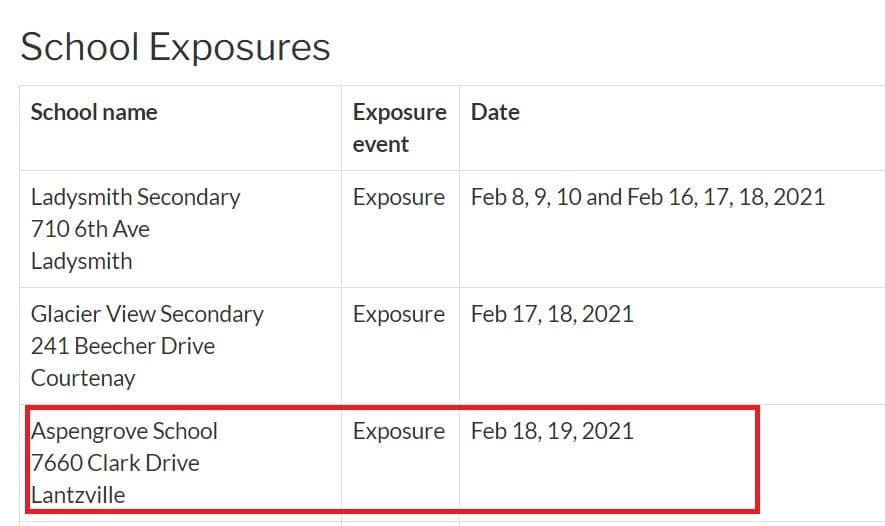 School Exposures
School name
Exposure
event
Date
Ladysmith Secondary
710 6th Ave
Ladysmith
Exposure
Feb 8, 9, 10 and Feb 16, 17, 18, 2021
Glacier View Secondary
241 Beecher Drive
Courtenay
Exposure
Feb 17, 18, 2021
Aspengrove School
7660 Clark Drive
Lantzville
Exposure
Feb 18, 19, 2021